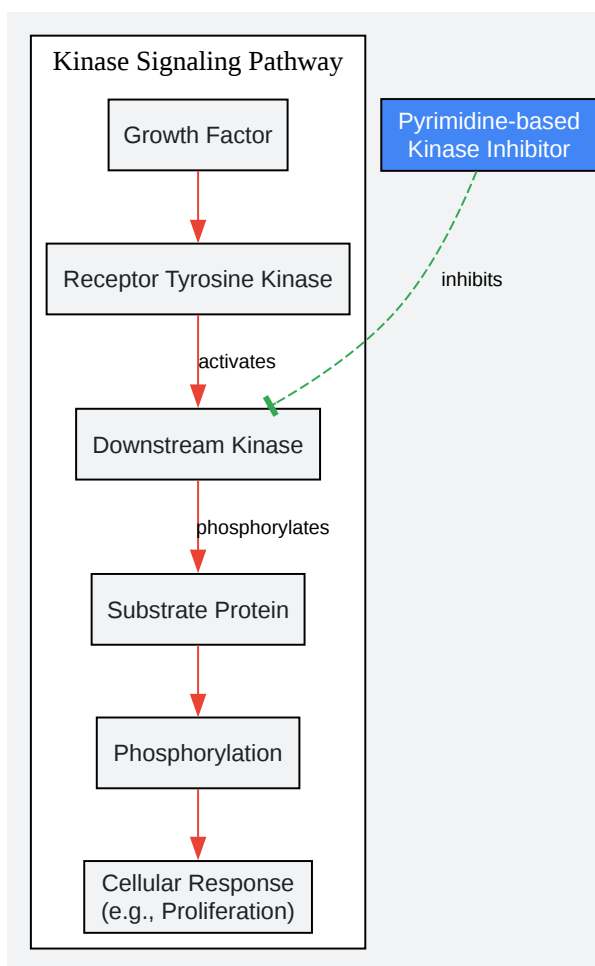 Kinase Signaling Pathway
Growth Factor
Pyrimidine-based
Kinase Inhibitor
Receptor Tyrosine Kinase
inhibits
activates
Downstream Kinase
phosphorylates
Substrate Protein
Phosphorylation
Cellular Response
(e.g., Proliferation)